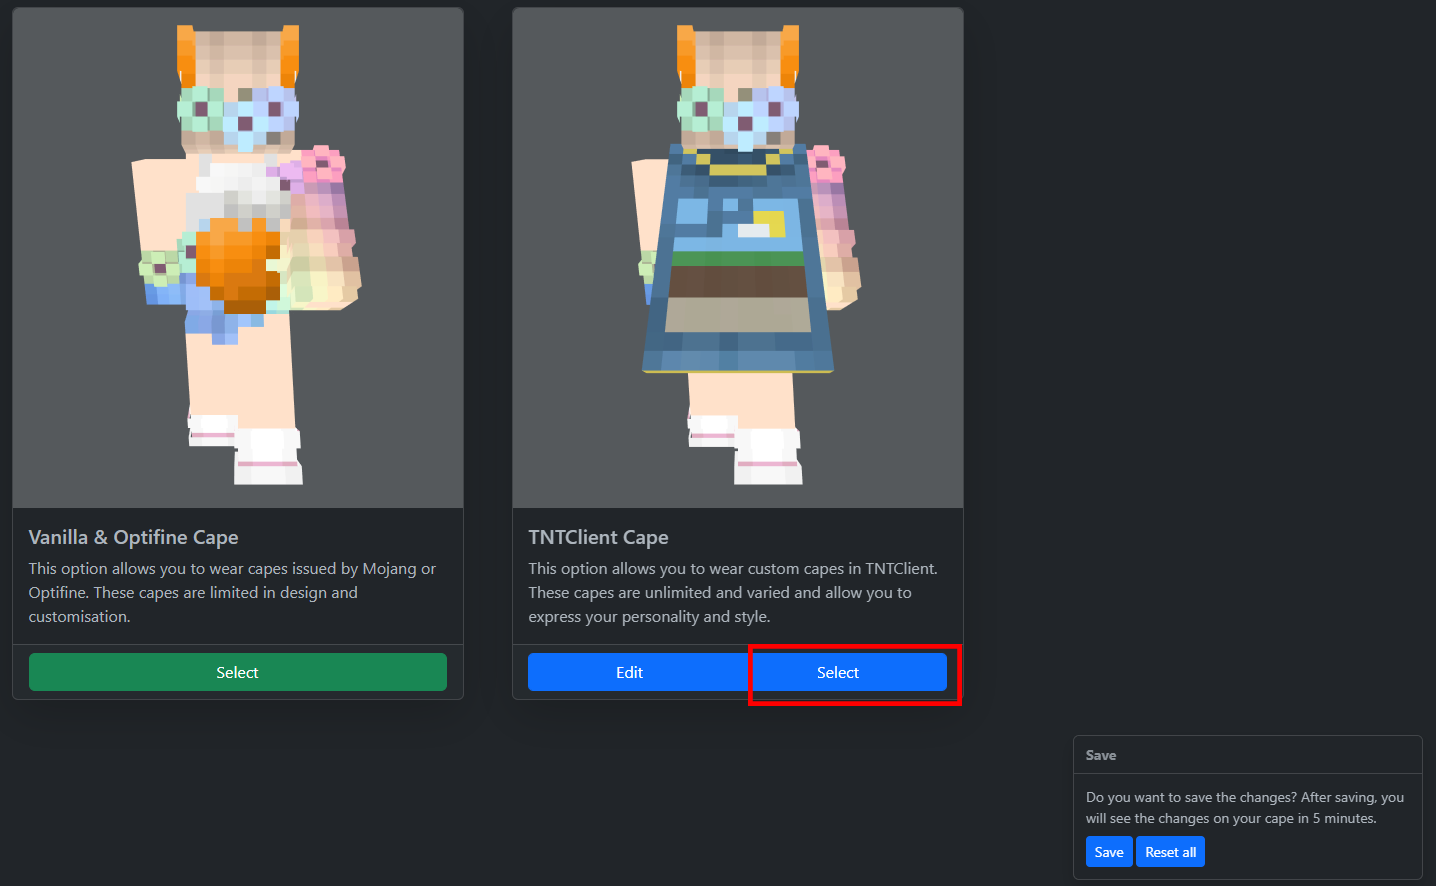 Vanilla & Optifine Cape
This option allows you to wear capes issued by Mojang or
Optifine. These capes are limited in design and
customisation.
Select
TNTClient Cape
This option allows you to wear custom capes in TNTClient.
These capes are unlimited and varied and allow you to
express your personality and style.
Edit
Select
Save
Do you want to save the changes? After saving, you
will see the changes on your cape in 5 minutes.
Save
Reset all